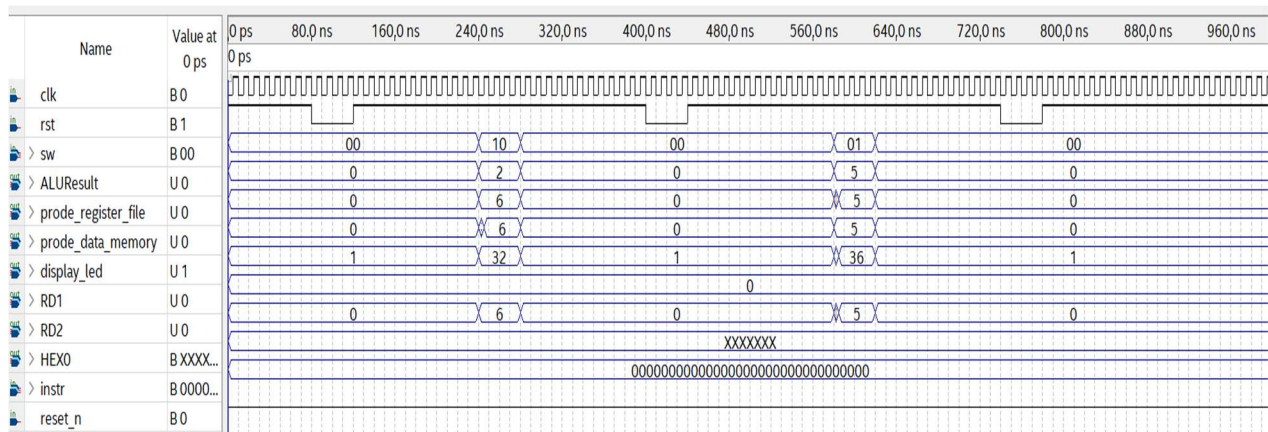 Name Value at 0 ps 0 ps 80,0 ns 160,0 ns 240,0 ns 320,0 ns 400,0 ns 480,0 ns 560,0 ns 640,0 ns 720,0 ns 800,0 ns 880,0 ns 960,0 ns
0 ps
clk B 0
rst B 1
sw B 00 00 10 00 01 00
ALUResult U 0 0 2 0 5 0
prode_register_file U 0 0 6 0 5 0
prode_data_memory U 0 0 6 0 5 0
display_led U 1 1 32 1 36 1
RD1 U 0 0
RD2 U 0 0 6 0 5 0
HEX0 B XXXX... XXXXXXX
instr B 0000... 00000000000000000000000000000000
reset_n B 0